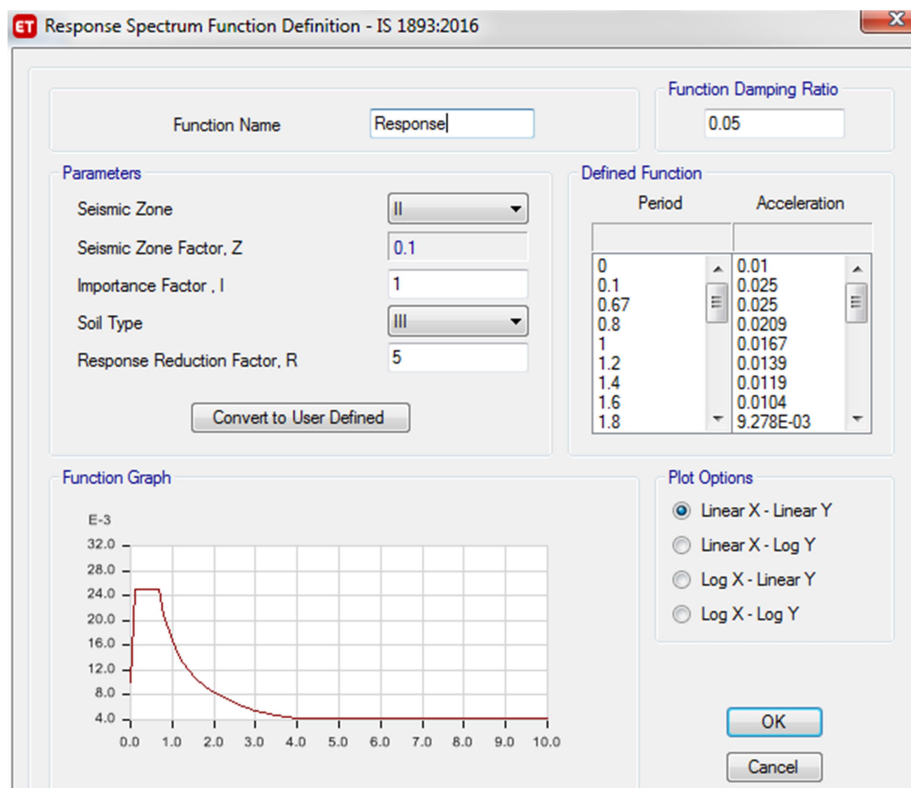 ET Response Spectrum Function Definition - IS 1893:2016
Function Name
Response
Function Damping Ratio
0.05
Parameters
Seismic Zone
II
Seismic Zone Factor, Z
0.1
Importance Factor , I
1
Soil Type
III
Response Reduction Factor, R
5
Convert to User Defined
Defined Function
Period Acceleration
0 0.01
0.1 0.025
0.67 0.025
0.8 0.0209
1 0.0167
1.2 0.0139
1.4 0.0119
1.6 0.0104
1.8 9.278E-03
Function Graph
E-3
32.0
28.0
24.0
20.0
16.0
12.0
8.0
4.0
0.0 1.0 2.0 3.0 4.0 5.0 6.0 7.0 8.0 9.0 10.0
Plot Options
Linear X - Linear Y
Linear X - Log Y
Log X - Linear Y
Log X - Log Y
OK
Cancel